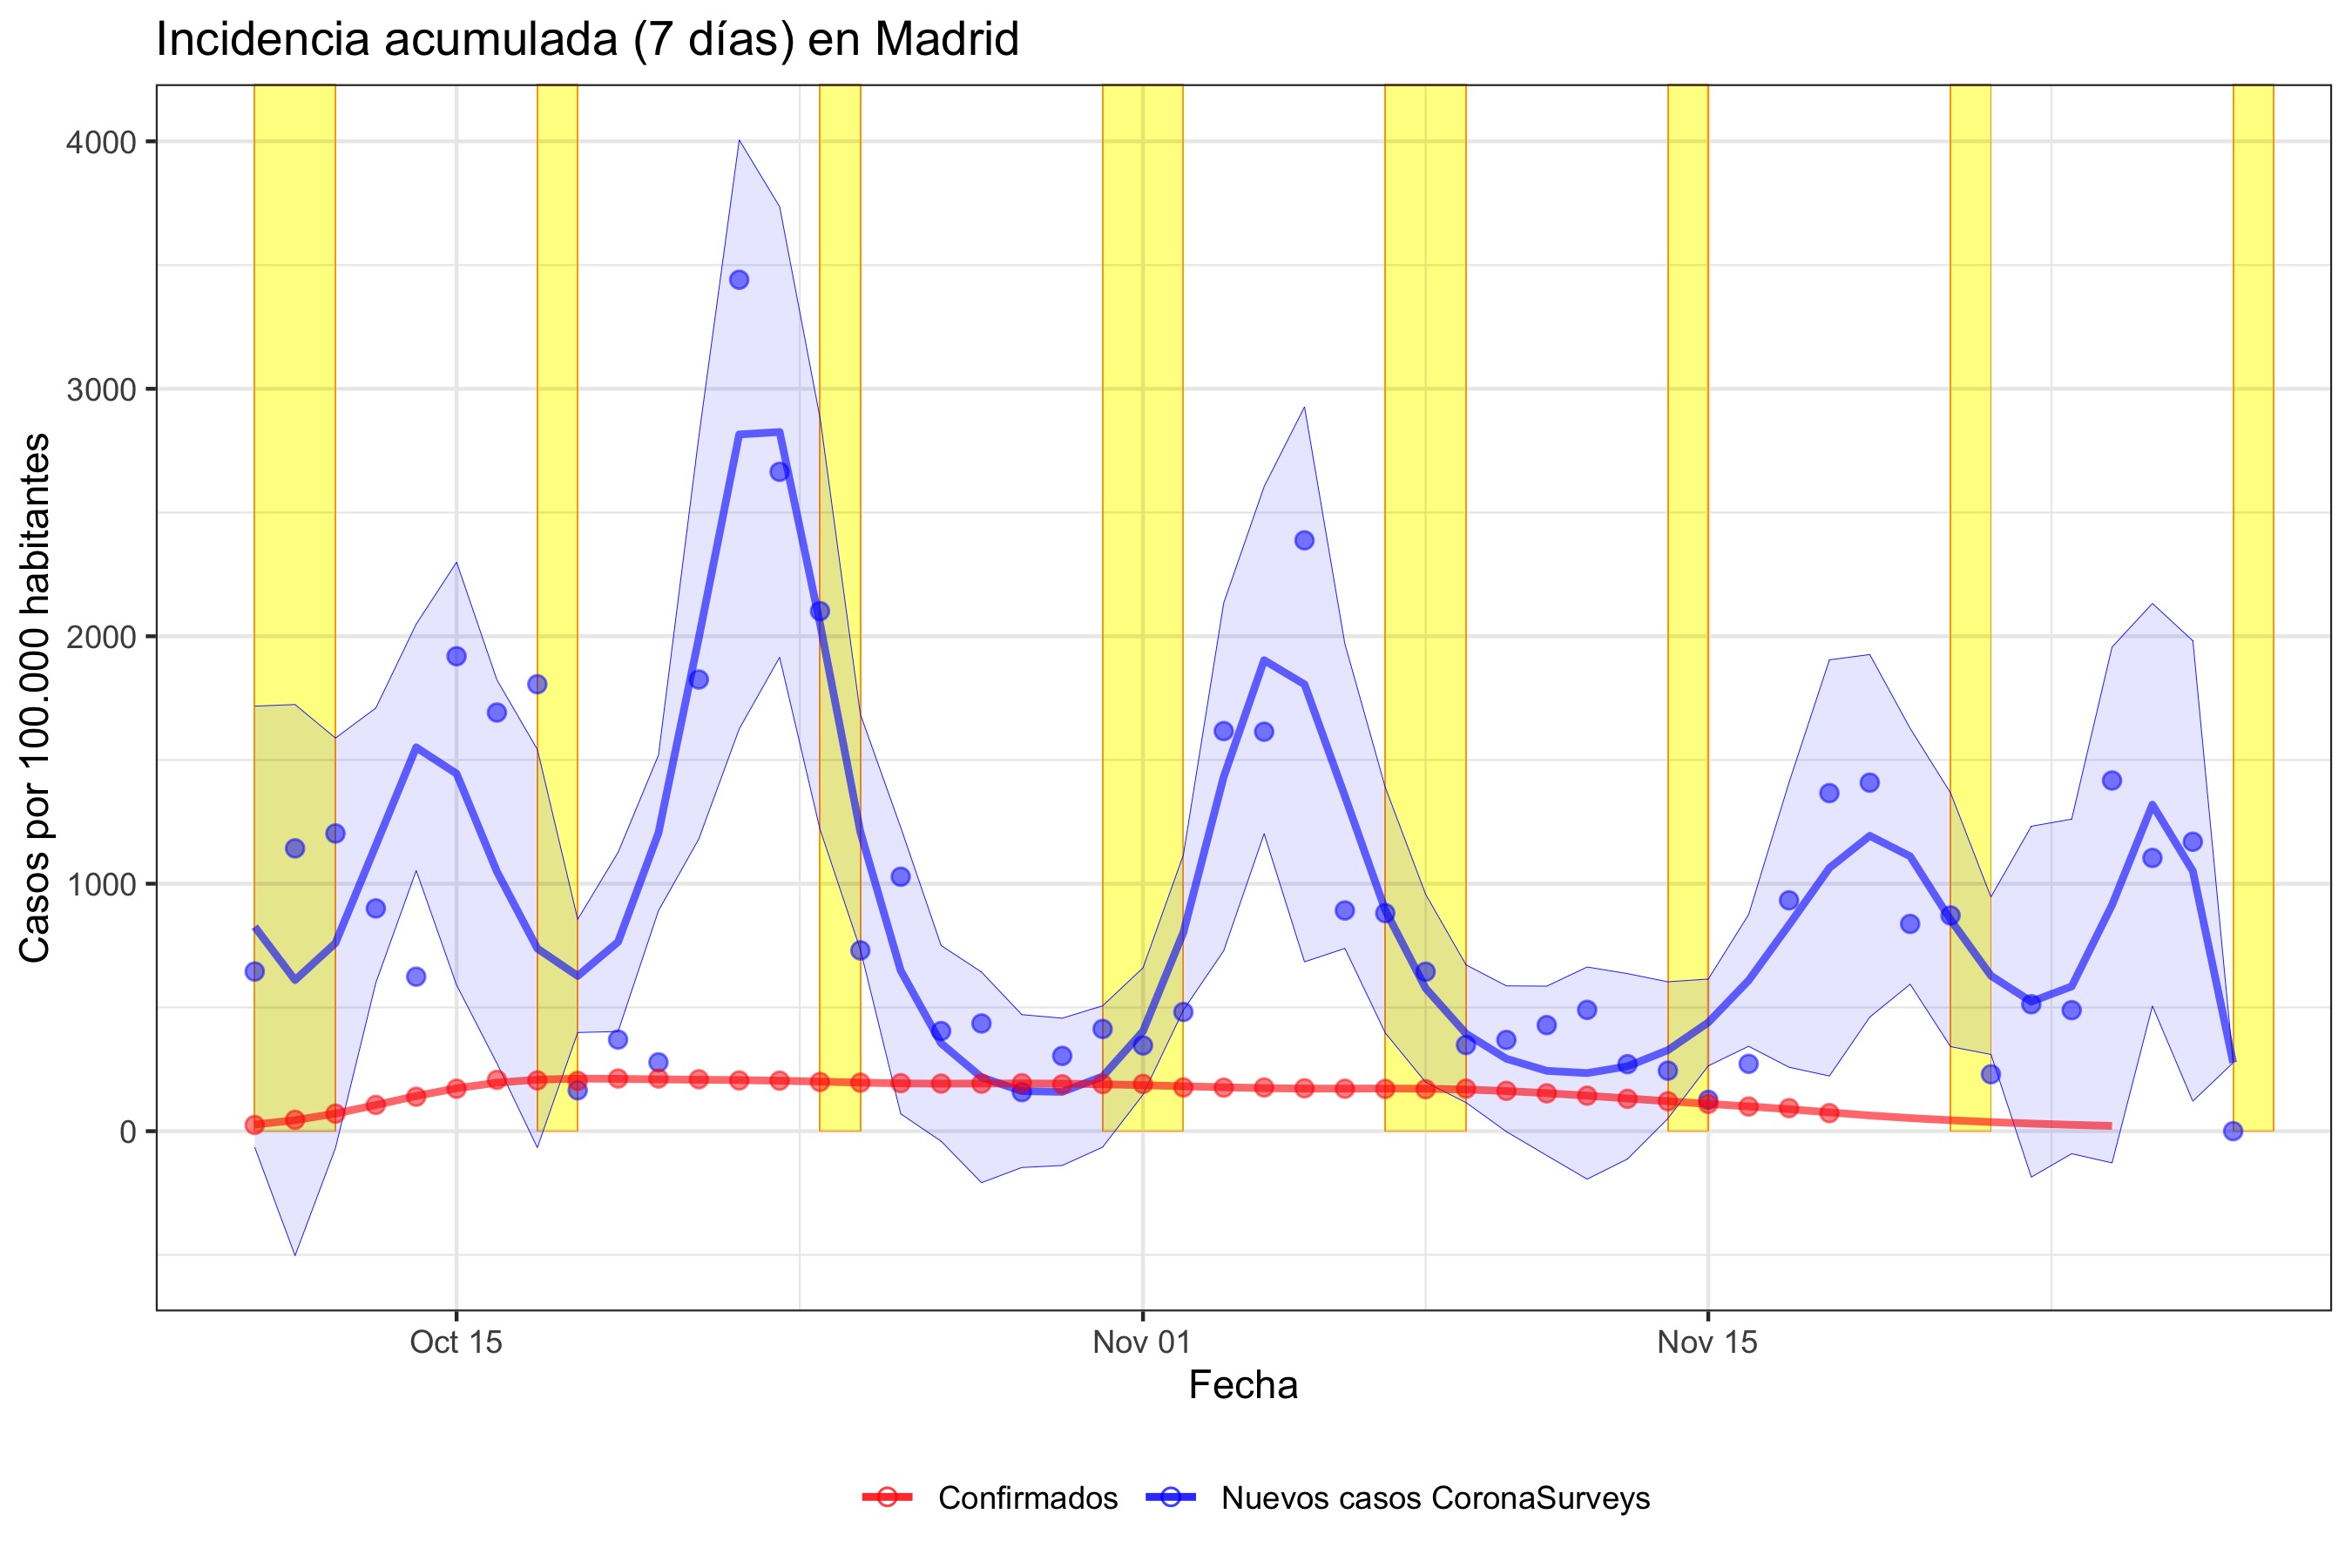 Incidencia acumulada (7 días) en Madrid
Casos por 100.000 habitantes
4000
3000
2000
1000
0
Oct 15
Nov 01
Nov 15
Fecha
Confirmados
Nuevos casos CoronaSurveys